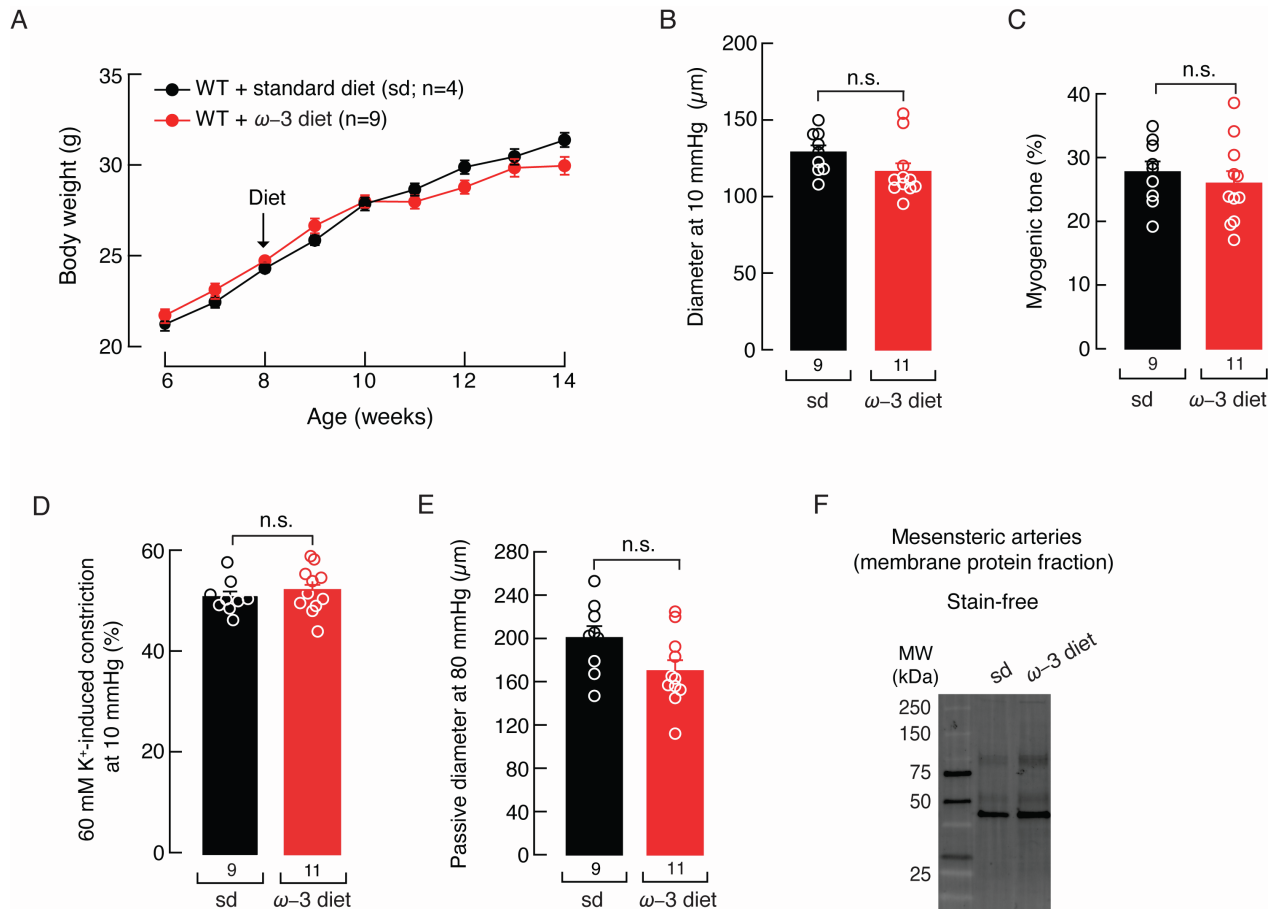 A
35
30
25
20
Body weight (g)
WT + standard diet (sd; n=4)
WT + ω–3 diet (n=9)
Diet
6
8
10
12
14
Age (weeks)
B
200
150
100
50
0
Diameter at 10 mmHg (µm)
n.s.
9
11
sd
ω–3 diet
C
40
30
20
10
0
Myogenic tone (%)
n.s.
9
11
sd
ω–3 diet
D
60
40
20
0
60 mM K⁺-induced constriction
at 10 mmHg (%)
n.s.
9
11
sd
ω–3 diet
E
280
240
200
160
120
80
40
0
Passive diameter at 80 mmHg (µm)
n.s.
9
11
sd
ω–3 diet
F
Mesensteric arteries
(membrane protein fraction)
Stain-free
MW
(kDa)
sd
ω–3 diet
250
150
75
50
25